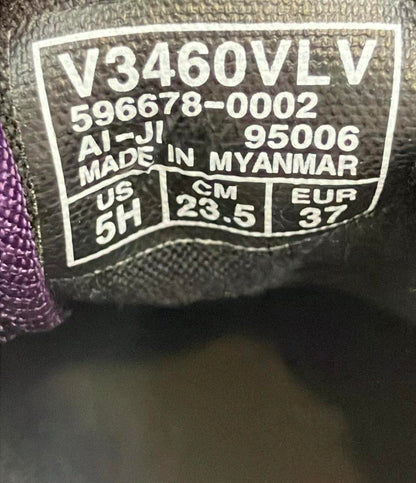 V3460VLV
596678-0002
AI-JI 95006
MADE IN MYANMAR
US CM EUR
5H 23.5 37